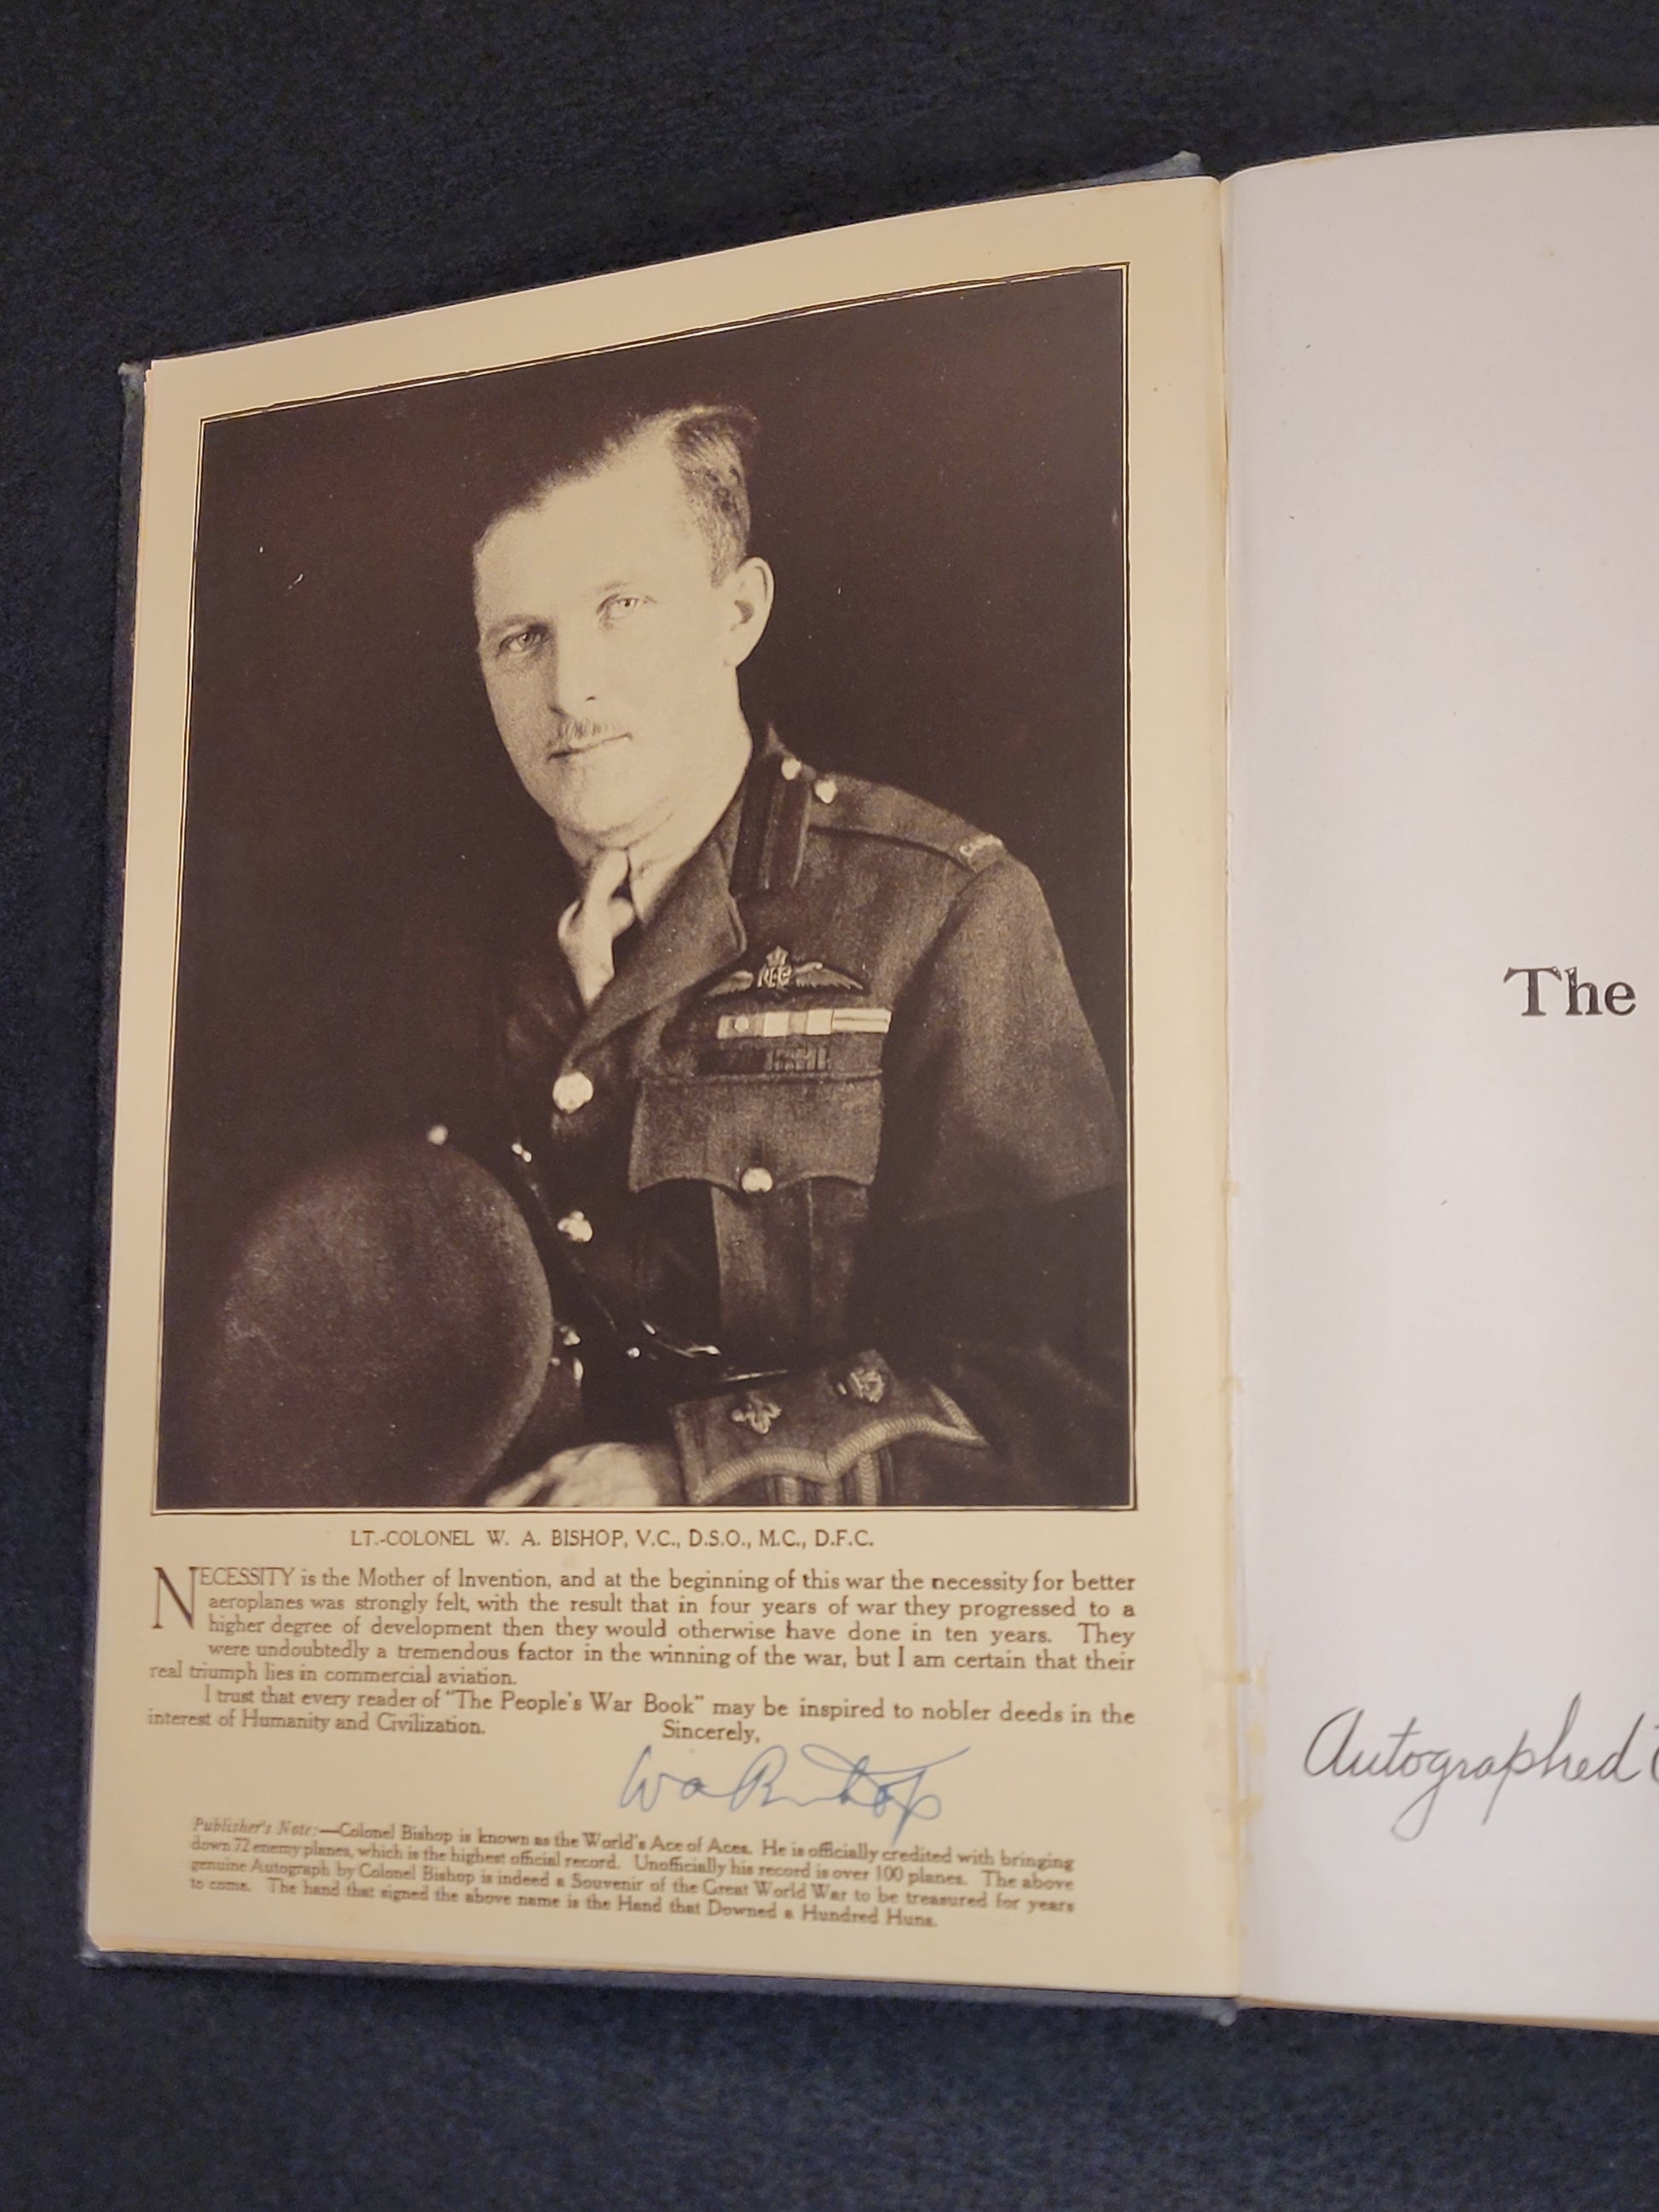 LT.-COLONEL W. A. BISHOP, V.C., D.S.O., M.C., D.F.C.
NECESSITY is the Mother of Invention, and at the beginning of this war the necessity for better
aeroplanes was strongly felt, with the result that in four years of war they progressed to a
higher degree of development then they would otherwise have done in ten years. They
were undoubtedly a tremendous factor in the winning of the war, but I am certain that their
real triumph lies in commercial aviation.
I trust that every reader of "The People's War Book" may be inspired to nobler deeds in the
interest of Humanity and Civilization. Sincerely,
W a Bishop
Publisher's Note:—Colonel Bishop is known as the World's Ace of Aces. He is officially credited with bringing
down 72 enemy planes, which is the highest official record. Unofficially his record is over 100 planes. The above
genuine Autograph by Colonel Bishop is indeed a Souvenir of the Great World War to be treasured for years
to come. The hand that signed the above name is the Hand that Downed a Hundred Huns.
The
Autographed